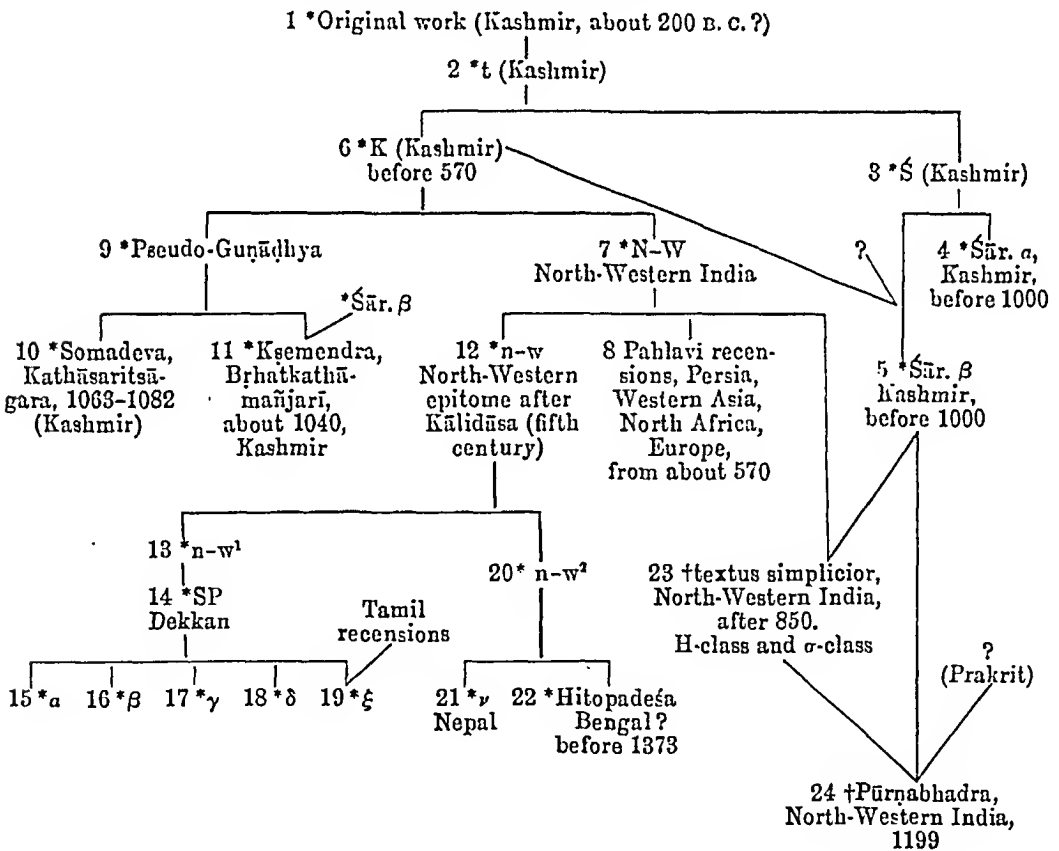 1 *Original work (Kashmir, about 200 B. C. ?)
2 *t (Kashmir)
6 *K (Kashmir)
before 570
3 *Ś (Kashmir)
9 *Pseudo-Guṇāḍhya
7 *N-W
North-Western India
?
4 *Śār. α,
Kashmir,
before 1000
*Śār. β
10 *Somadeva,
Kathāsaritsā-
gara, 1063-1082
(Kashmir)
11 *Kṣemendra,
Bṛhatkathā-
mañjarī,
about 1040,
Kashmir
12 *n-w
North-Western
epitome after
Kālidāsa (fifth
century)
8 Pahlavi recen-
sions, Persia,
Western Asia,
North Africa,
Europe,
from about 570
5 *Śār. β
Kashmir,
before 1000
13 *n-w¹
14 *SP
Dekkan
20* n-w²
23 †textus simplicior,
North-Western India,
after 850.
H-class and σ-class
Tamil
recensions
?
(Prakrit)
15 *α
16 *β
17 *γ
18 *δ
19 *ξ
21 *ν
Nepal
22 *Hitopadeśa
Bengal?
before 1373
24 †Pūrṇabhadra,
North-Western India,
1199